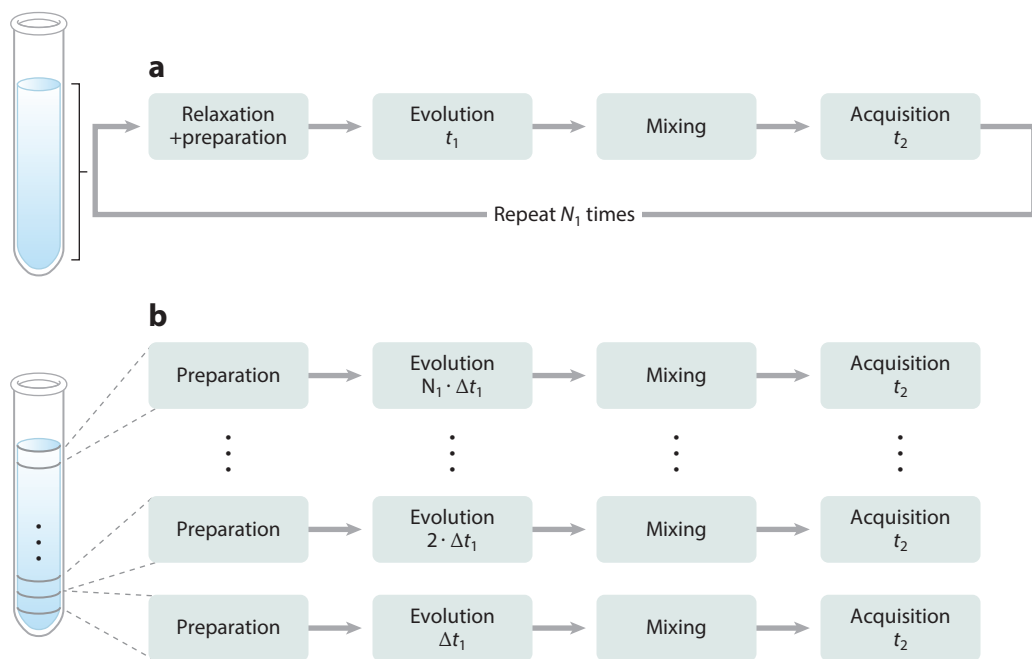 a
Relaxation
+preparation
Evolution
t₁
Mixing
Acquisition
t₂
Repeat N₁ times
b
Preparation
Evolution
N₁ · Δt₁
Mixing
Acquisition
t₂
Preparation
Evolution
2 · Δt₁
Mixing
Acquisition
t₂
Preparation
Evolution
Δt₁
Mixing
Acquisition
t₂